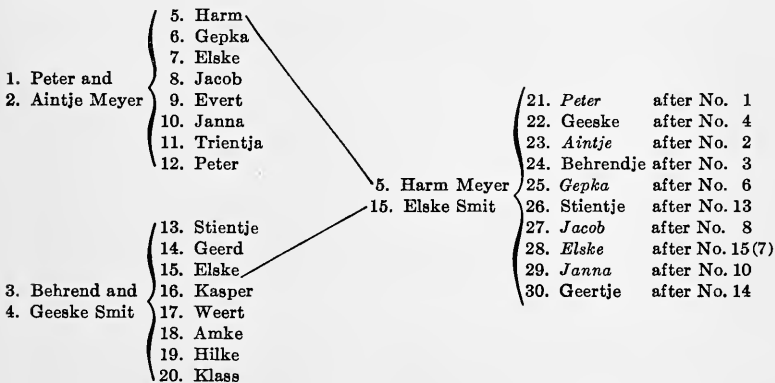 5. Harm
6. Gepka
7. Elske
1. Peter and
2. Aintje Meyer
8. Jacob
9. Evert
10. Janna
11. Trientja
12. Peter
13. Stientje
14. Geerd
15. Elske
3. Behrend and
4. Geeske Smit
16. Kasper
17. Weert
18. Amke
19. Hilke
20. Klass
5. Harm Meyer
15. Elske Smit
21. Peter after No. 1
22. Geeske after No. 4
23. Aintje after No. 2
24. Behrendje after No. 3
25. Gepka after No. 6
26. Stientje after No. 13
27. Jacob after No. 8
28. Elske after No. 15(7)
29. Janna after No. 10
30. Geertje after No. 14